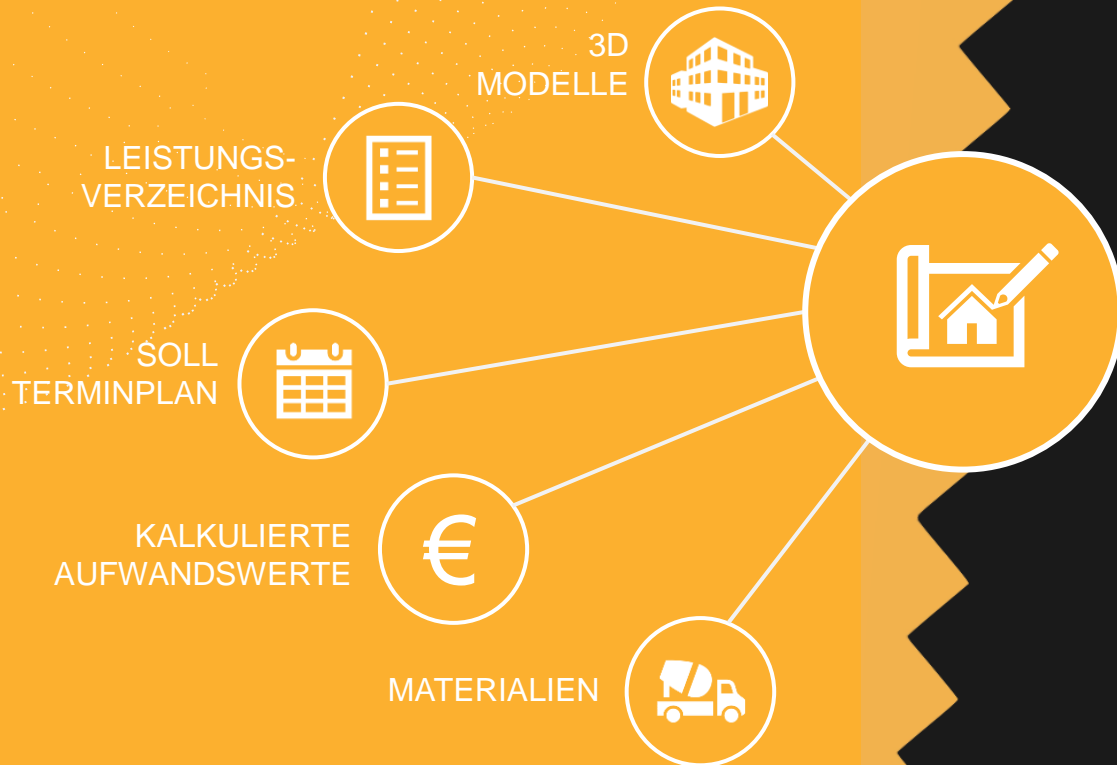 3D
MODELLE
LEISTUNGS-
VERZEICHNIS
SOLL
TERMINPLAN
KALKULIERTE
AUFWANDSWERTE
€
MATERIALIEN